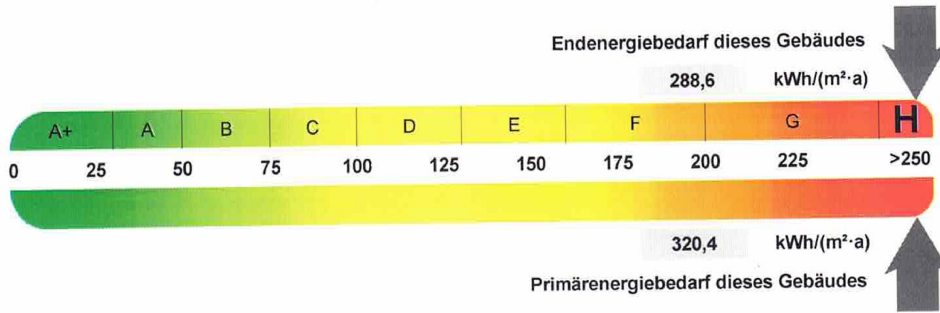 Endenergiebedarf dieses Gebäudes
288,6 kWh/(m²·a)
A+ A B C D E F G H
0 25 50 75 100 125 150 175 200 225 >250
320,4 kWh/(m²·a)
Primärenergiebedarf dieses Gebäudes